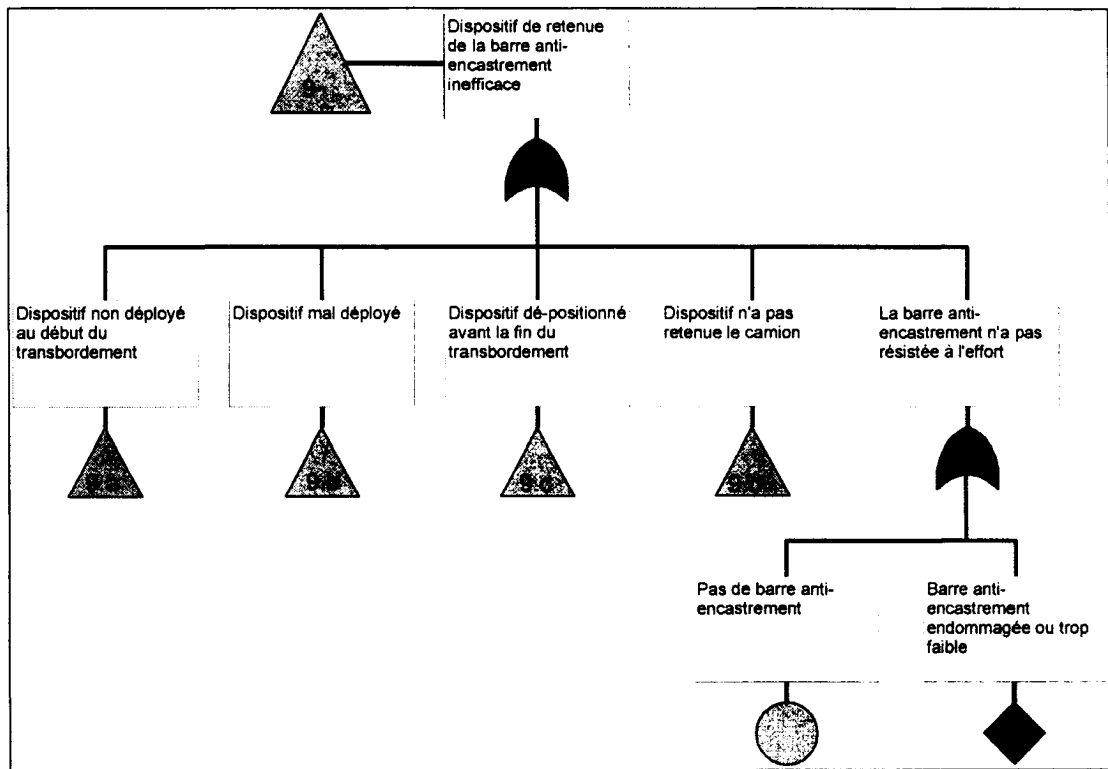 Dispositif de retenue
de la barre anti-
encastrement
inefficace
Dispositif non déployé
au début du
transbordement
Dispositif mal déployé
Dispositif dé-positionné
avant la fin du
transbordement
Dispositif n'a pas
retenue le camion
La barre anti-
encastrement n'a pas
résistée à l'effort
Pas de barre anti-
encastrement
Barre anti-
encastrement
endommagée ou trop
faible